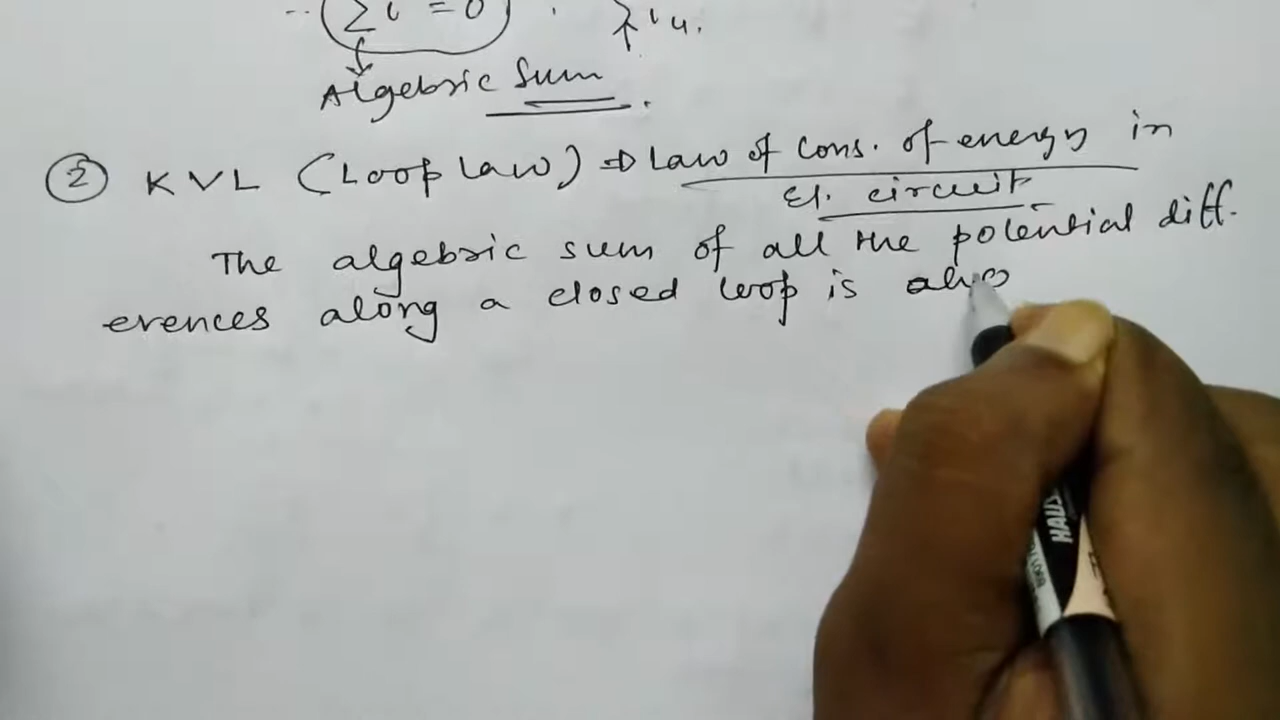 -- Σi = 0 . i4.
Algebric Sum.
② KVL (Loop law) ⇒ Law of cons. of energy in
El. circuit
The algebric sum of all the potential diff-
erences along a closed loop is
HAUSER